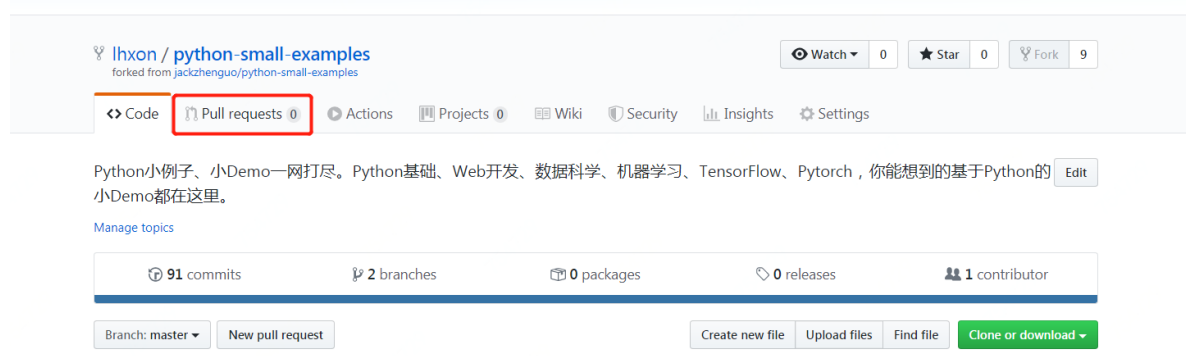 lhxon / python-small-examples
Watch 0 Star 0 Fork 9
forked from jackzhenguo/python-small-examples
Code Pull requests 0 Actions Projects 0 Wiki Security Insights Settings
Python小例子、小Demo一网打尽。Python基础、Web开发、数据科学、机器学习、TensorFlow、Pytorch，你能想到的基于Python的 Edit
小Demo都在这里。
Manage topics
91 commits 2 branches 0 packages 0 releases 1 contributor
Branch: master New pull request Create new file Upload files Find file Clone or download